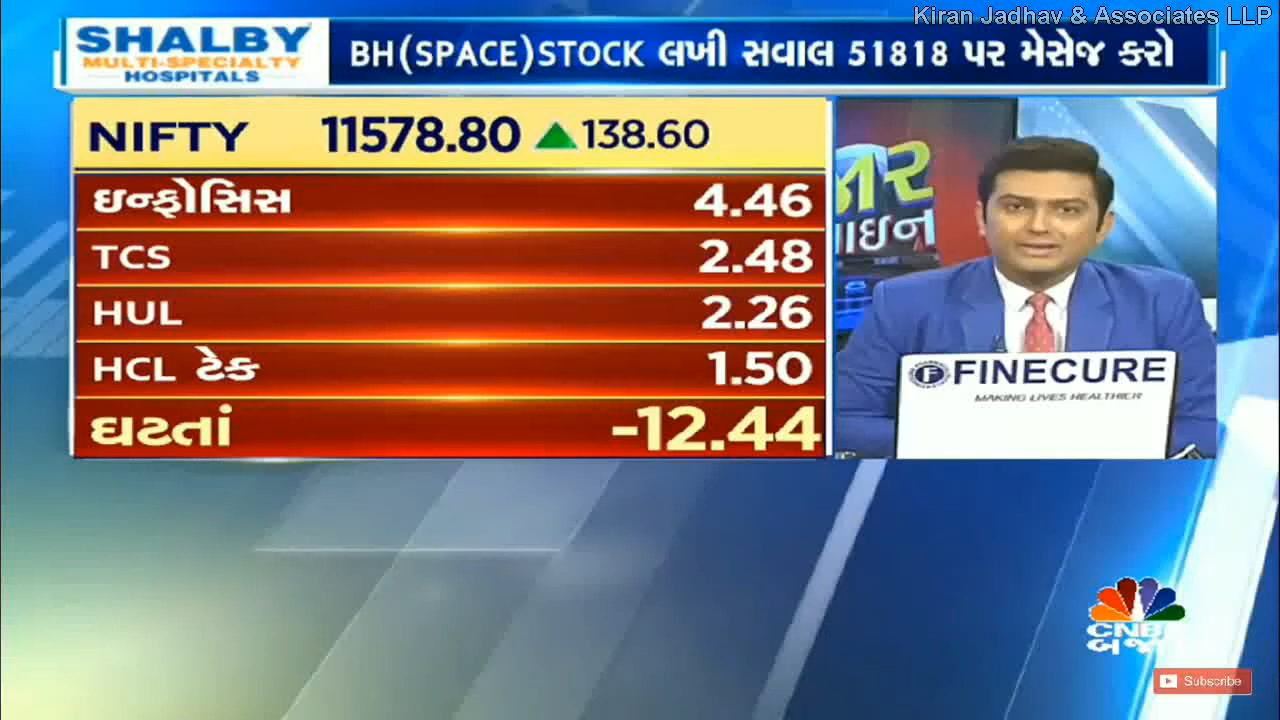 Kiran Jadhav & Associates LLP
SHALBY
MULTI-SPECIALTY
HOSPITALS
BH(SPACE)STOCK લખી સવાલ 51818 પર મેસેજ કરો
NIFTY 11578.80 ▲138.60
ઇન્ફોસિસ 4.46
TCS 2.48
HUL 2.26
HCL ટેક 1.50
ઘટતાં -12.44
FINECURE
MAKING LIVES HEALTHIER
CNB
બજા
Subscribe